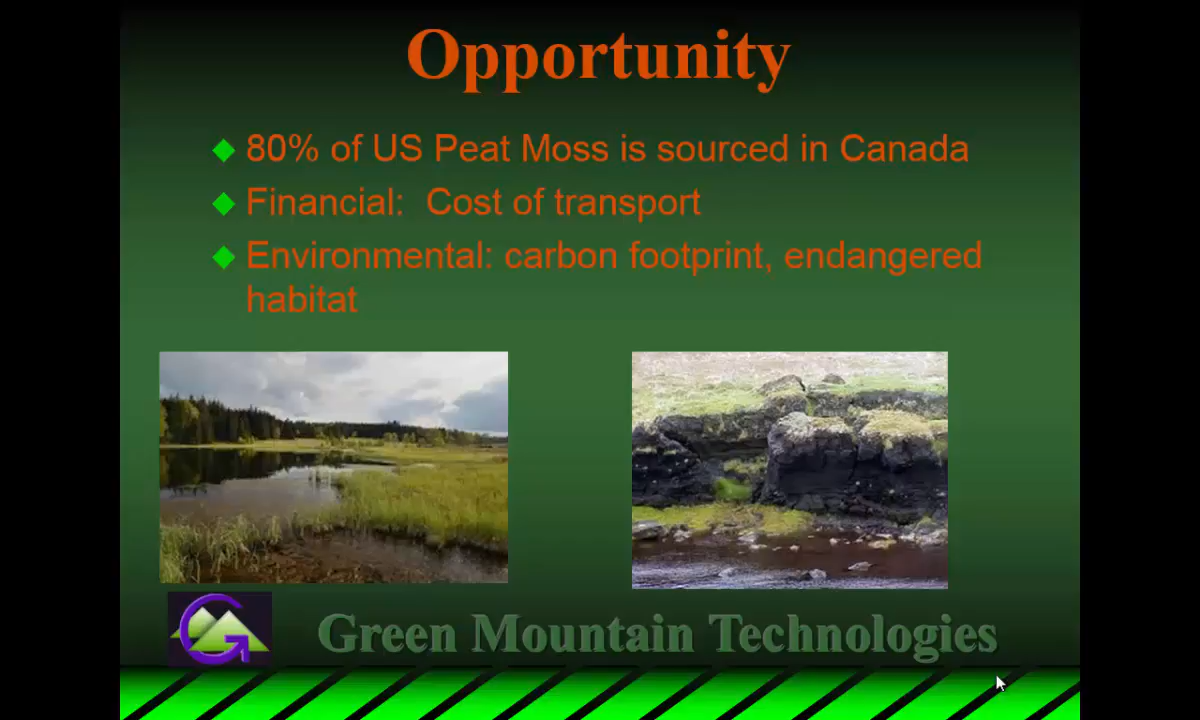 Opportunity
80% of US Peat Moss is sourced in Canada
Financial: Cost of transport
Environmental: carbon footprint, endangered
habitat
Green Mountain Technologies